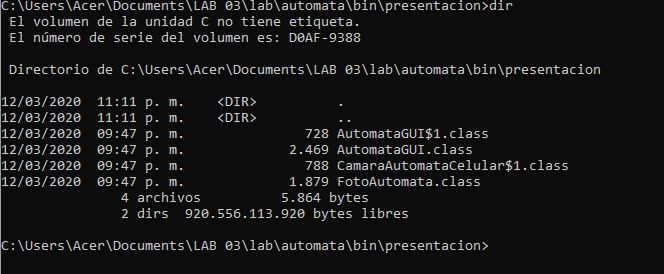 C:\Users\Acer\Documents\LAB 03\lab\automata\bin\presentacion>dir
 El volumen de la unidad C no tiene etiqueta.
 El número de serie del volumen es: D0AF-9388

 Directorio de C:\Users\Acer\Documents\LAB 03\lab\automata\bin\presentacion

12/03/2020  11:11 p. m.    <DIR>          .
12/03/2020  11:11 p. m.    <DIR>          ..
12/03/2020  09:47 p. m.               728 AutomataGUI$1.class
12/03/2020  09:47 p. m.             2.469 AutomataGUI.class
12/03/2020  09:47 p. m.               788 CamaraAutomataCelular$1.class
12/03/2020  09:47 p. m.             1.879 FotoAutomata.class
               4 archivos          5.864 bytes
               2 dirs  920.556.113.920 bytes libres

C:\Users\Acer\Documents\LAB 03\lab\automata\bin\presentacion>